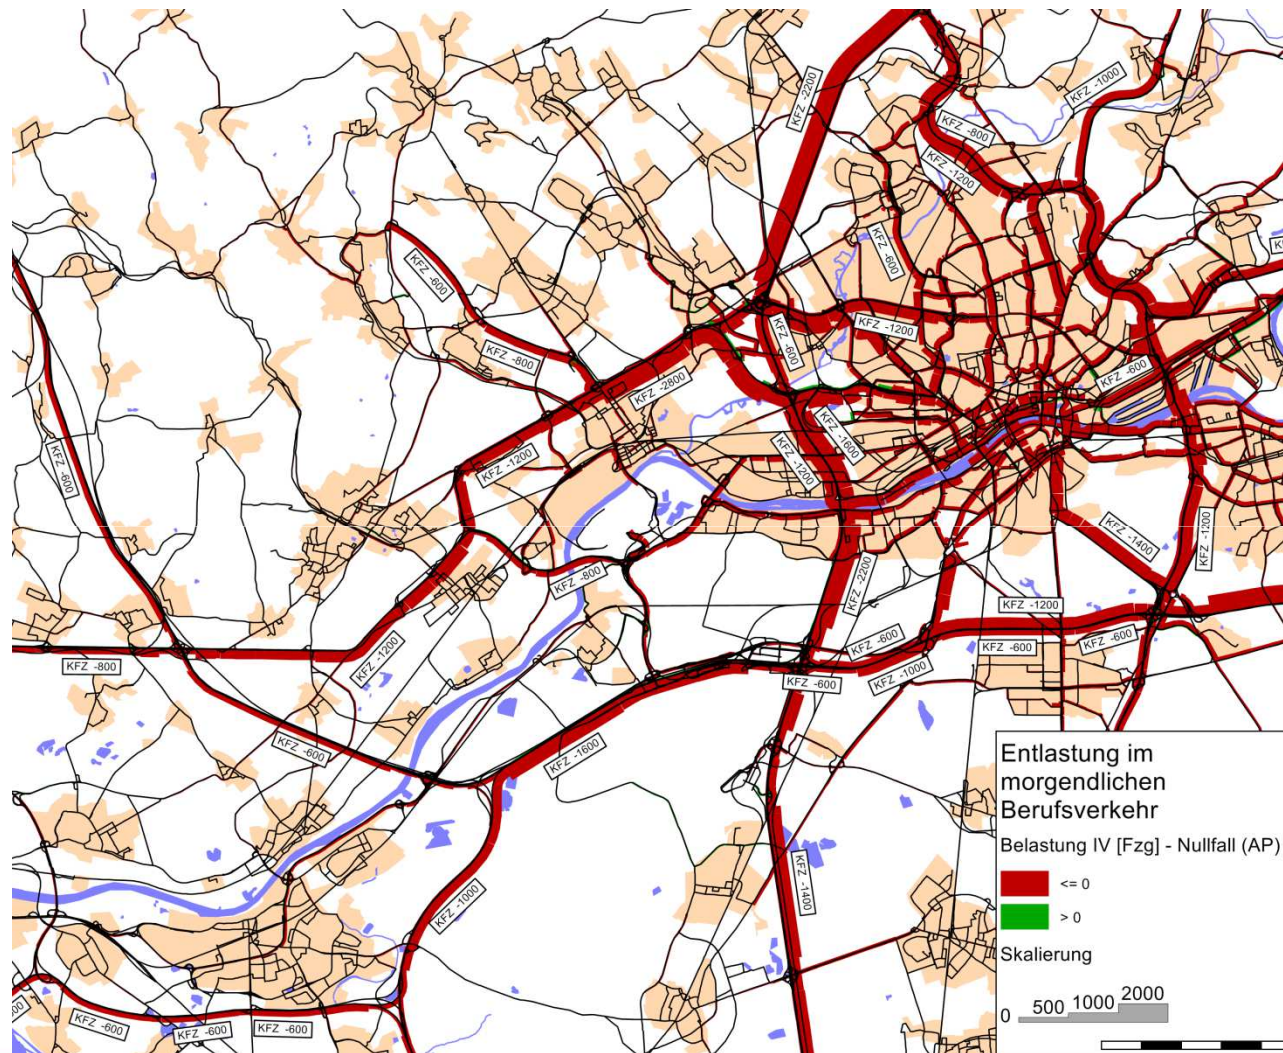 KFZ -2200
KFZ -1000
KFZ -800
KFZ -1200
KFZ -600
KFZ -600
KFZ -1200
KFZ -600
KFZ -800
KFZ -2800
KFZ -600
KFZ -1600
KFZ -1200
KFZ -1200
KFZ -600
KFZ -1400
KFZ -1200
KFZ -2200
KFZ -800
KFZ -1200
KFZ -600
KFZ -600
KFZ -600
KFZ -1000
KFZ -800
KFZ -1200
KFZ -600
KFZ -600
KFZ -1600
KFZ -1400
KFZ -1000
KFZ -600
KFZ -600
KFZ -600
Entlastung im
morgendlichen
Berufsverkehr
Belastung IV [Fzg] - Nullfall (AP)
<= 0
> 0
Skalierung
0 500 1000 2000